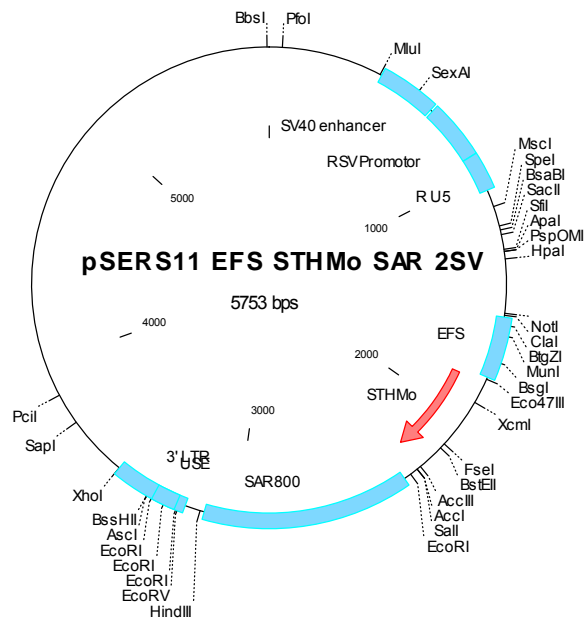 BbsI
PfoI
MluI
SexAI
SV40 enhancer
RSVPromotor
R U5
MscI
SpeI
BsaBI
SacII
SfiI
ApaI
PspOMI
HpaI
5000
1000
pSERS11 EFS STHMo SAR 2SV
5753 bps
4000
2000
3000
EFS
STHMo
NotI
ClaI
BtgZI
MunI
BsgI
Eco47III
XcmI
PciI
SapI
FseI
BstEII
AccIII
AccI
SalI
EcoRI
3' LTR
USE
SAR800
XhoI
BssHII
AscI
EcoRI
EcoRI
EcoRI
EcoRV
HindIII